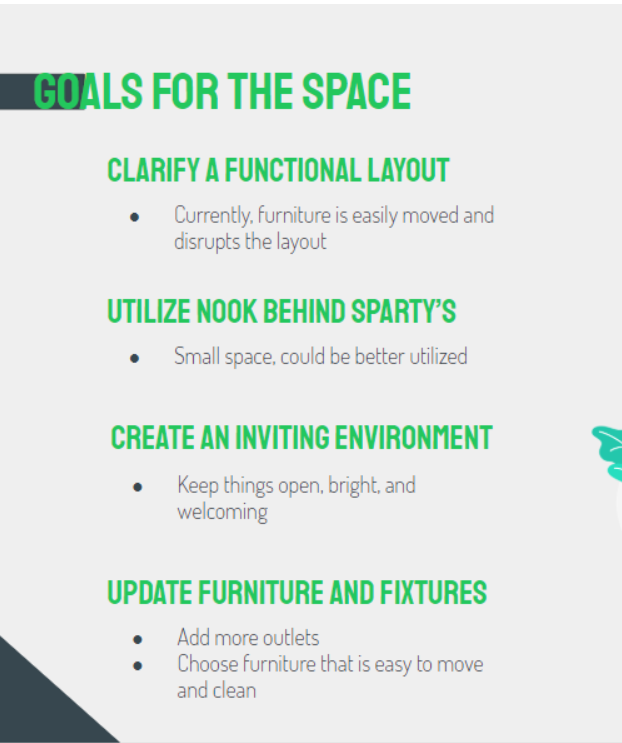 GOALS FOR THE SPACE
CLARIFY A FUNCTIONAL LAYOUT
● Currently, furniture is easily moved and
disrupts the layout
UTILIZE NOOK BEHIND SPARTY'S
● Small space, could be better utilized
CREATE AN INVITING ENVIRONMENT
● Keep things open, bright, and
welcoming
UPDATE FURNITURE AND FIXTURES
● Add more outlets
● Choose furniture that is easy to move
and clean